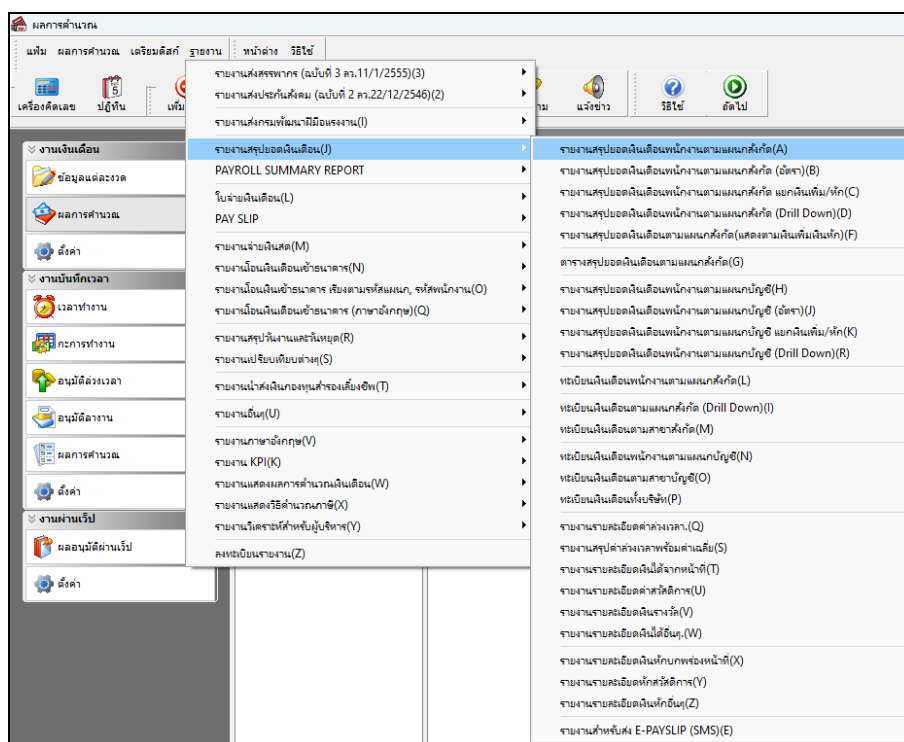 ผลการคำนวณ
แฟ้ม ผลการคำนวณ เตรียมดิสก์ รายงาน หน้าต่าง วิธีใช้
เครื่องคิดเลข ปฏิทิน แจ้งข่าว วิธีใช้ ถัดไป
งานเงินเดือน
ข้อมูลแต่ละงวด
ผลการคำนวณ
ตั้งค่า
งานบันทึกเวลา
เวลาทำงาน
กะการทำงาน
อนุมัติล่วงเวลา
อนุมัติลางาน
ผลการคำนวณ
ตั้งค่า
งานผ่านเว็ป
ผลอนุมัติผ่านเว็ป
ตั้งค่า
รายงานส่งสรรพากร (ฉบับที่ 3 ลว.11/1/2555)(3)
รายงานส่งประกันสังคม (ฉบับที่ 2 ลว.22/12/2546)(2)
รายงานส่งกรมพัฒนาฝีมือแรงงาน(I)
รายงานสรุปยอดเงินเดือน(J)
PAYROLL SUMMARY REPORT
ใบจ่ายเงินเดือน(L)
PAY SLIP
รายงานจ่ายเงินสด(M)
รายงานโอนเงินเดือนเข้าธนาคาร(N)
รายงานโอนเงินเข้าธนาคาร เรียงตามรหัสแผนก, รหัสพนักงาน(O)
รายงานโอนเงินเดือนเข้าธนาคาร (ภาษาอังกฤษ)(Q)
รายงานสรุปวันงานและวันหยุด(R)
รายงานเปรียบเทียบต่างๆ(S)
รายงานนำส่งเงินกองทุนสำรองเลี้ยงชีพ(T)
รายงานอื่นๆ(U)
รายงานภาษาอังกฤษ(V)
รายงาน KPI(K)
รายงานแสดงผลการคำนวณเงินเดือน(W)
รายงานแสดงวิธีคำนวณภาษี(X)
รายงานวิเคราะห์สำหรับผู้บริหาร(Y)
ลงทะเบียนรายงาน(Z)
รายงานสรุปยอดเงินเดือนพนักงานตามแผนกสังกัด(A)
รายงานสรุปยอดเงินเดือนพนักงานตามแผนกสังกัด (อัตรา)(B)
รายงานสรุปยอดเงินเดือนพนักงานตามแผนกสังกัด แยกเงินเพิ่ม/หัก(C)
รายงานสรุปยอดเงินเดือนพนักงานตามแผนกสังกัด (Drill Down)(D)
รายงานสรุปยอดเงินเดือนตามแผนกสังกัด(แสดงตามเงินเพิ่มเงินหัก)(F)
ตารางสรุปยอดเงินเดือนตามแผนกสังกัด(G)
รายงานสรุปยอดเงินเดือนพนักงานตามแผนกบัญชี(H)
รายงานสรุปยอดเงินเดือนพนักงานตามแผนกบัญชี (อัตรา)(J)
รายงานสรุปยอดเงินเดือนพนักงานตามแผนกบัญชี แยกเงินเพิ่ม/หัก(K)
รายงานสรุปยอดเงินเดือนพนักงานตามแผนกบัญชี (Drill Down)(R)
ทะเบียนเงินเดือนพนักงานตามแผนกสังกัด(L)
ทะเบียนเงินเดือนตามแผนกสังกัด (Drill Down)(I)
ทะเบียนเงินเดือนตามสาขาสังกัด(M)
ทะเบียนเงินเดือนพนักงานตามแผนกบัญชี(N)
ทะเบียนเงินเดือนตามสาขาบัญชี(O)
ทะเบียนเงินเดือนทั้งบริษัท(P)
รายงานรายละเอียดค่าล่วงเวลา.(Q)
รายงานสรุปค่าล่วงเวลาพร้อมค่าเฉลี่ย(S)
รายงานรายละเอียดเงินได้จากหน้าที่(T)
รายงานรายละเอียดค่าสวัสดิการ(U)
รายงานรายละเอียดเงินรางวัล(V)
รายงานรายละเอียดเงินได้อื่นๆ.(W)
รายงานรายละเอียดเงินหักบกพร่องหน้าที่(X)
รายงานรายละเอียดหักสวัสดิการ(Y)
รายงานรายละเอียดเงินหักอื่นๆ(Z)
รายงานสำหรับส่ง E-PAYSLIP (SMS)(E)